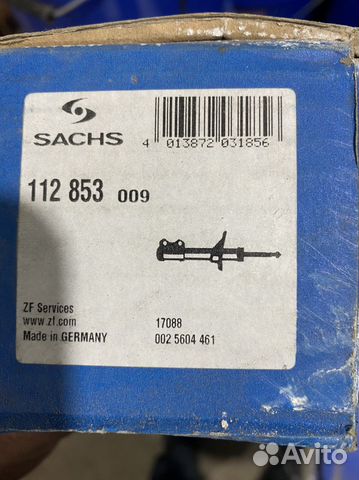 SACHS
4 013872 031856
112 853 009
ZF Services
www.zf.com
Made in GERMANY
17088
002 5604 461
Avito